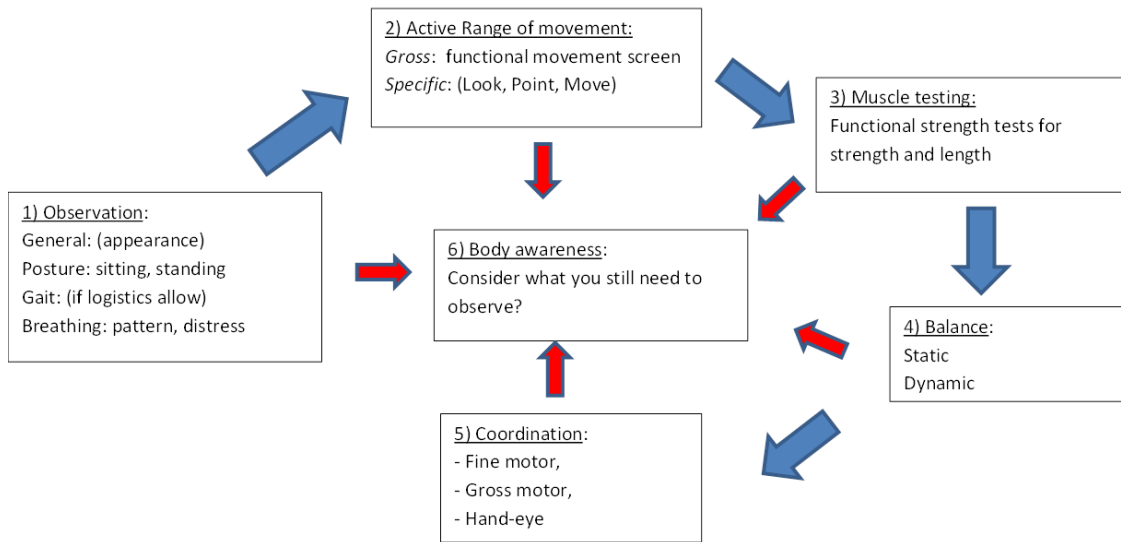 1) Observation:
General: (appearance)
Posture: sitting, standing
Gait: (if logistics allow)
Breathing: pattern, distress
2) Active Range of movement:
Gross:  functional movement screen
Specific: (Look, Point, Move)
3) Muscle testing:
Functional strength tests for
strength and length
4) Balance:
Static
Dynamic
5) Coordination:
- Fine motor,
- Gross motor,
- Hand-eye
6) Body awareness:
Consider what you still need to
observe?